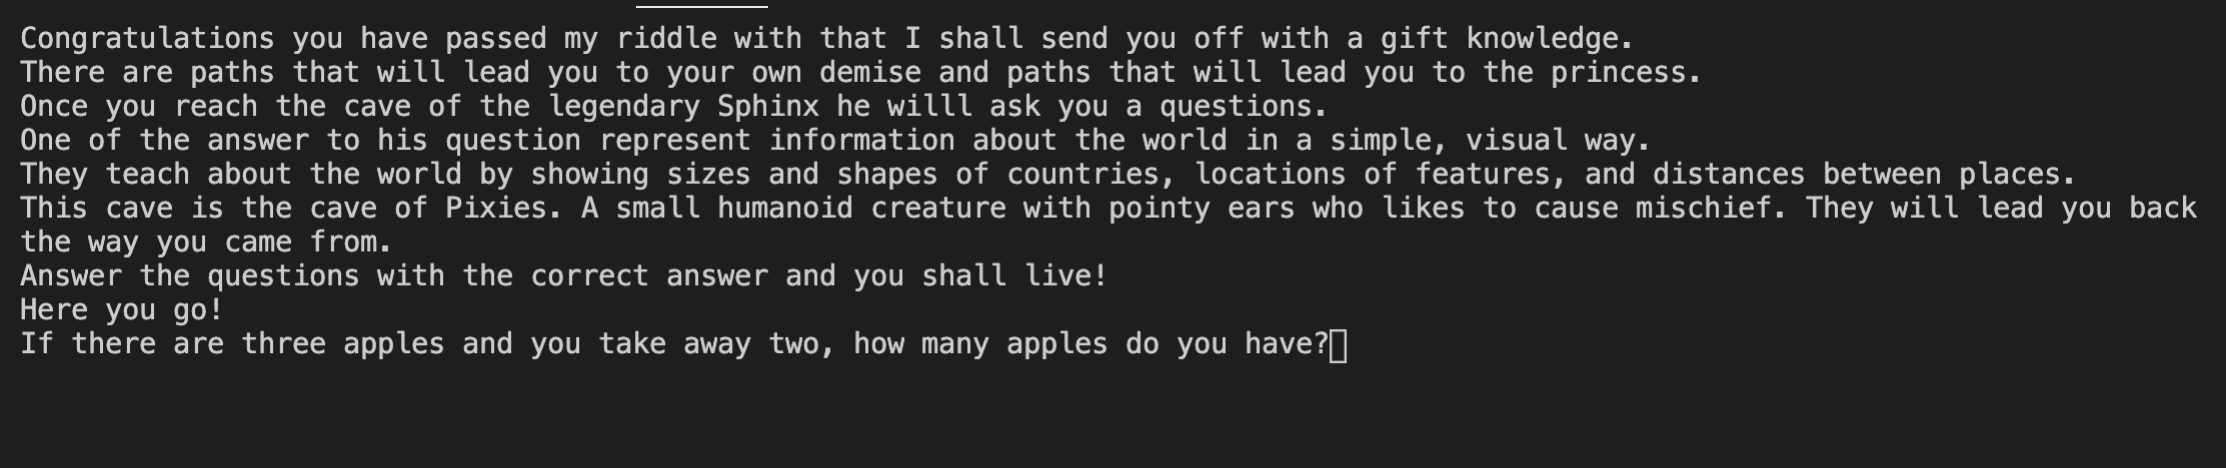 Congratulations you have passed my riddle with that I shall send you off with a gift knowledge.
There are paths that will lead you to your own demise and paths that will lead you to the princess.
Once you reach the cave of the legendary Sphinx he willl ask you a questions.
One of the answer to his question represent information about the world in a simple, visual way.
They teach about the world by showing sizes and shapes of countries, locations of features, and distances between places.
This cave is the cave of Pixies. A small humanoid creature with pointy ears who likes to cause mischief. They will lead you back
the way you came from.
Answer the questions with the correct answer and you shall live!
Here you go!
If there are three apples and you take away two, how many apples do you have?